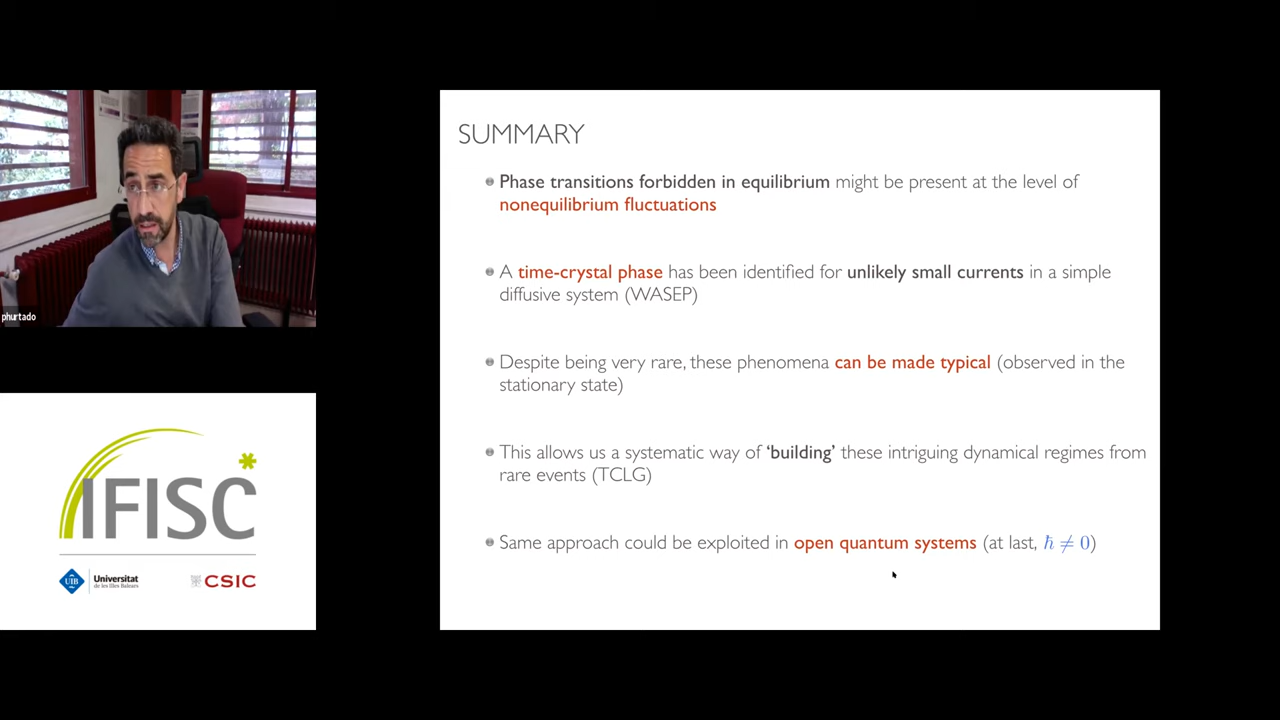 phurtado
IFISC
UIB
Universitat
de les Illes Balears
CSIC
SUMMARY
Phase transitions forbidden in equilibrium might be present at the level of
nonequilibrium fluctuations
A time-crystal phase has been identified for unlikely small currents in a simple
diffusive system (WASEP)
Despite being very rare, these phenomena can be made typical (observed in the
stationary state)
This allows us a systematic way of ‘building’ these intriguing dynamical regimes from
rare events (TCLG)
Same approach could be exploited in open quantum systems (at last, ℏ ≠ 0)